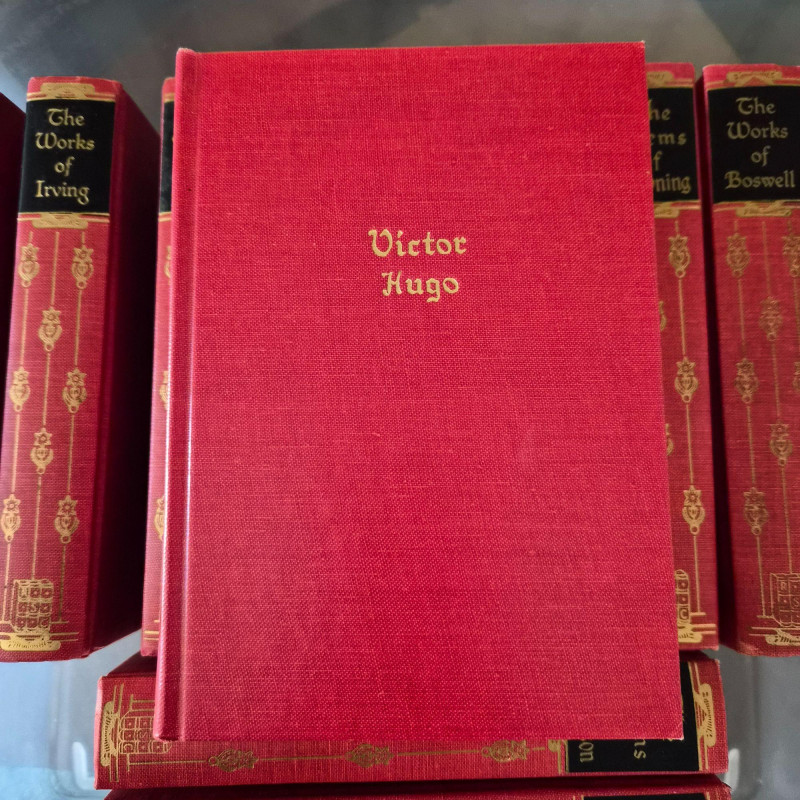 The
Works
of
Irving
Victor
Hugo
The
Works
of
Boswell